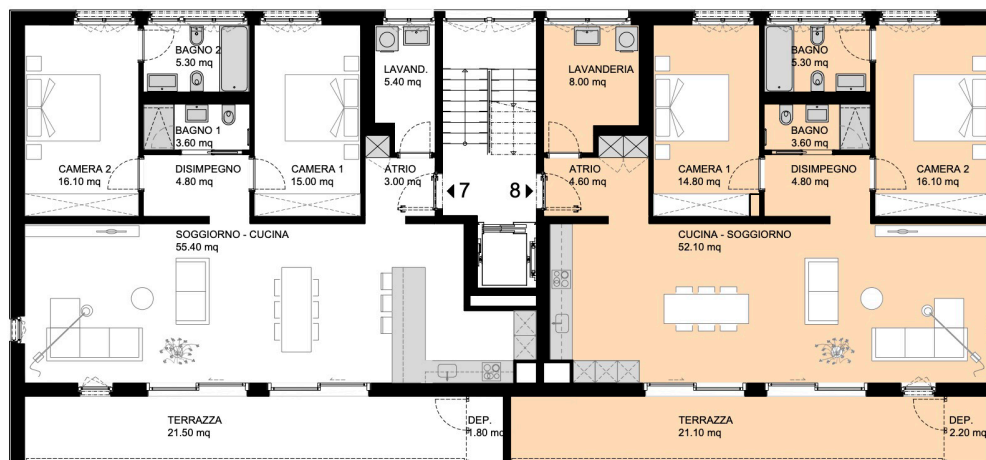 BAGNO 2
5.30 mq
LAVAND.
5.40 mq
LAVANDERIA
8.00 mq
BAGNO
5.30 mq
BAGNO 1
3.60 mq
BAGNO
3.60 mq
CAMERA 2
16.10 mq
DISIMPEGNO
4.80 mq
CAMERA 1
15.00 mq
ATRIO
3.00 mq
7
8
ATRIO
4.60 mq
CAMERA 1
14.80 mq
DISIMPEGNO
4.80 mq
CAMERA 2
16.10 mq
SOGGIORNO - CUCINA
55.40 mq
CUCINA - SOGGIORNO
52.10 mq
TERRAZZA
21.50 mq
DEP.
1.80 mq
TERRAZZA
21.10 mq
DEP.
2.20 mq